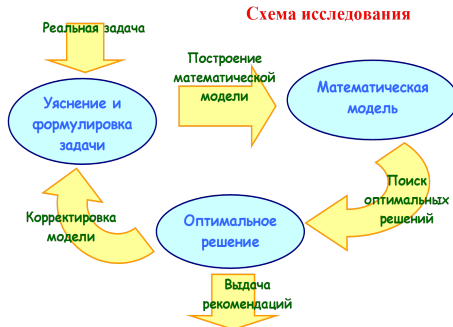 Схема исследования
Реальная задача
Уяснение и
формулировка
задачи
Построение
математической
модели
Математическая
модель
Поиск
оптимальных
решений
Оптимальное
решение
Корректировка
модели
Выдача
рекомендаций